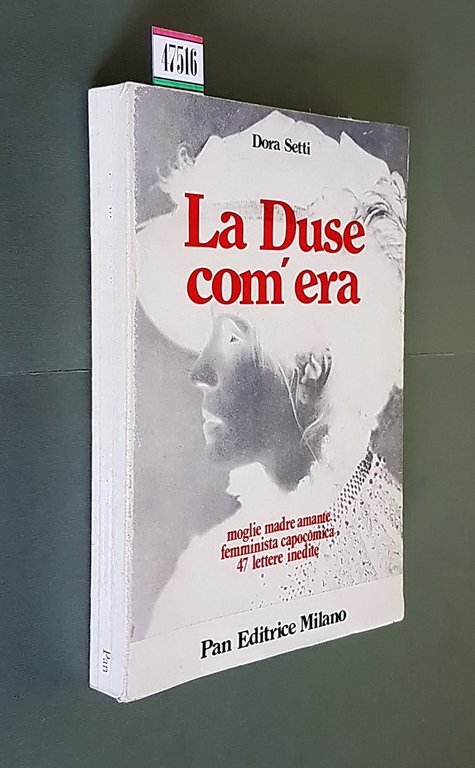 47516
Dora Setti
La Duse
com'era
moglie madre amante
femminista capocòmica
47 lettere inedite
Pan Editrice Milano
Pan